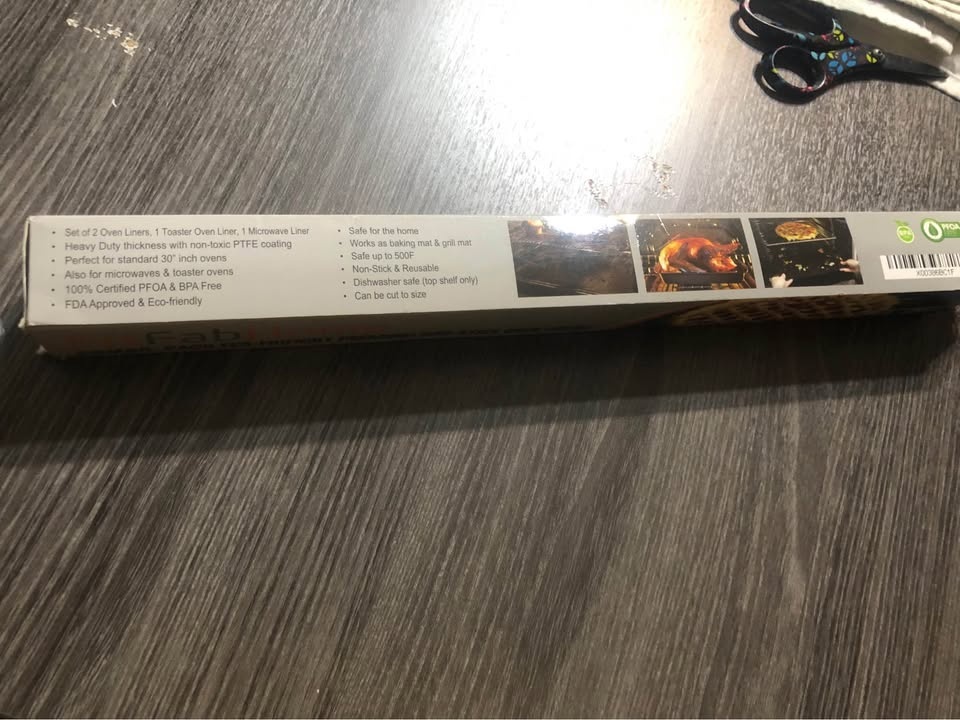 • Set of 2 Oven Liners, 1 Toaster Oven Liner, 1 Microwave Liner
• Heavy Duty thickness with non-toxic PTFE coating
• Perfect for standard 30" inch ovens
• Also for microwaves & toaster ovens
• 100% Certified PFOA & BPA Free
• FDA Approved & Eco-friendly
• Safe for the home
• Works as baking mat & grill mat
• Safe up to 500F
• Non-Stick & Reusable
• Dishwasher safe (top shelf only)
• Can be cut to size
PFOA
X00386BC1F
Fab